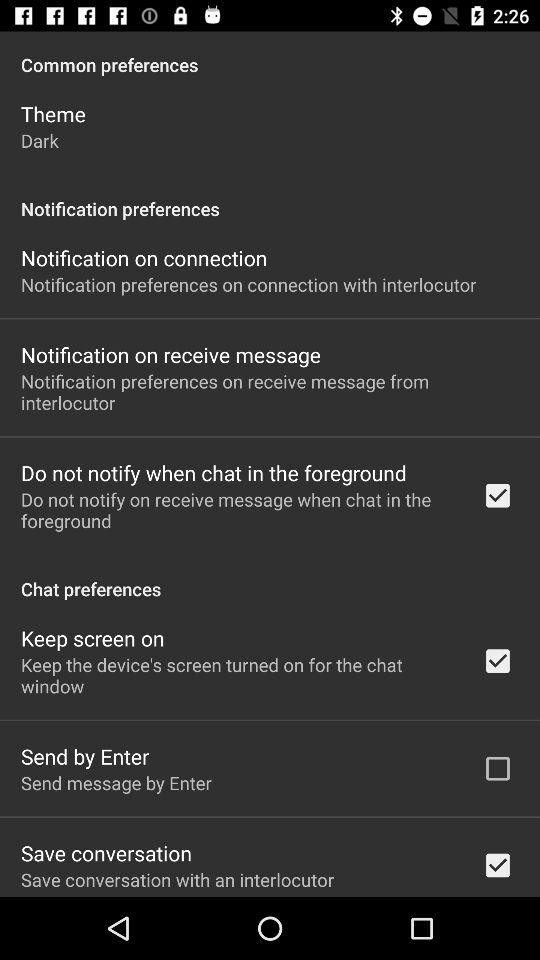 2:26
Common preferences
Theme
Dark
Notification preferences
Notification on connection
Notification preferences on connection with interlocutor
Notification on receive message
Notification preferences on receive message from
interlocutor
Do not notify when chat in the foreground
Do not notify on receive message when chat in the
foreground
Chat preferences
Keep screen on
Keep the device's screen turned on for the chat
window
Send by Enter
Send message by Enter
Save conversation
Save conversation with an interlocutor